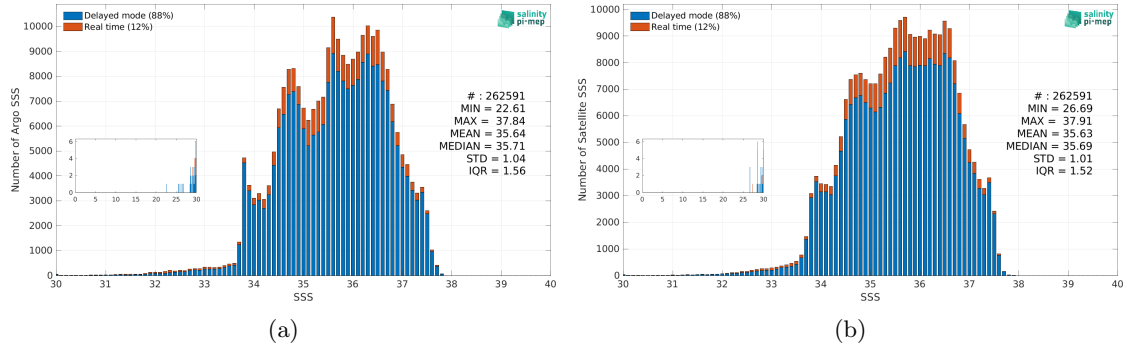 Delayed mode (88%)
Real time (12%)
salinity
pi-mep
10000
9000
8000
7000
6000
5000
4000
3000
2000
1000
0
Number of Argo SSS
# : 262591
MIN = 22.61
MAX = 37.84
MEAN = 35.64
MEDIAN = 35.71
STD = 1.04
IQR = 1.56
6
4
2
0
0 5 10 15 20 25 30
30 31 32 33 34 35 36 37 38 39 40
SSS
(a)
Delayed mode (88%)
Real time (12%)
salinity
pi-mep
10000
9000
8000
7000
6000
5000
4000
3000
2000
1000
0
Number of Satellite SSS
# : 262591
MIN = 26.69
MAX = 37.91
MEAN = 35.63
MEDIAN = 35.69
STD = 1.01
IQR = 1.52
6
4
2
0
0 5 10 15 20 25 30
30 31 32 33 34 35 36 37 38 39 40
SSS
(b)